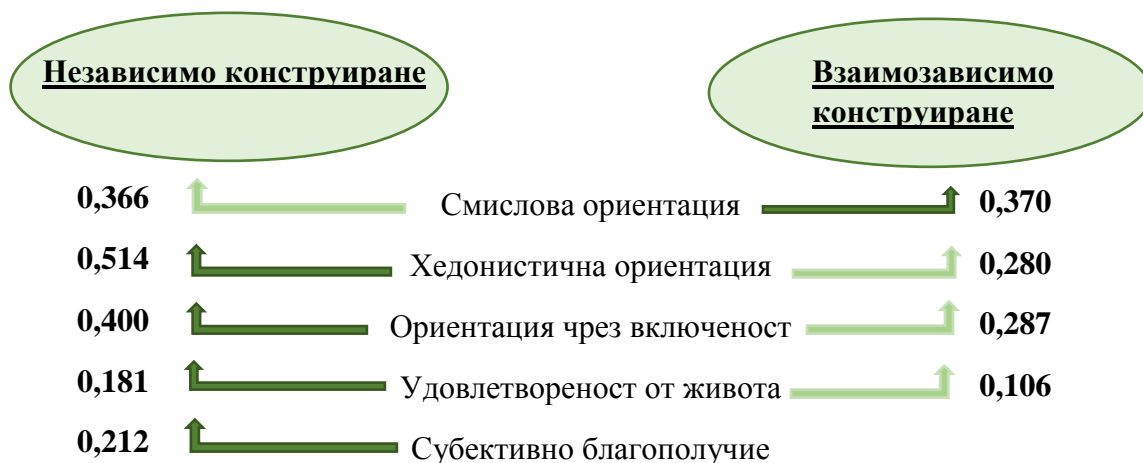 Независимо конструиране
Взаимозависимо
конструиране
0,366 Смислова ориентация 0,370
0,514 Хедонистична ориентация 0,280
0,400 Ориентация чрез включеност 0,287
0,181 Удовлетвореност от живота 0,106
0,212 Субективно благополучие